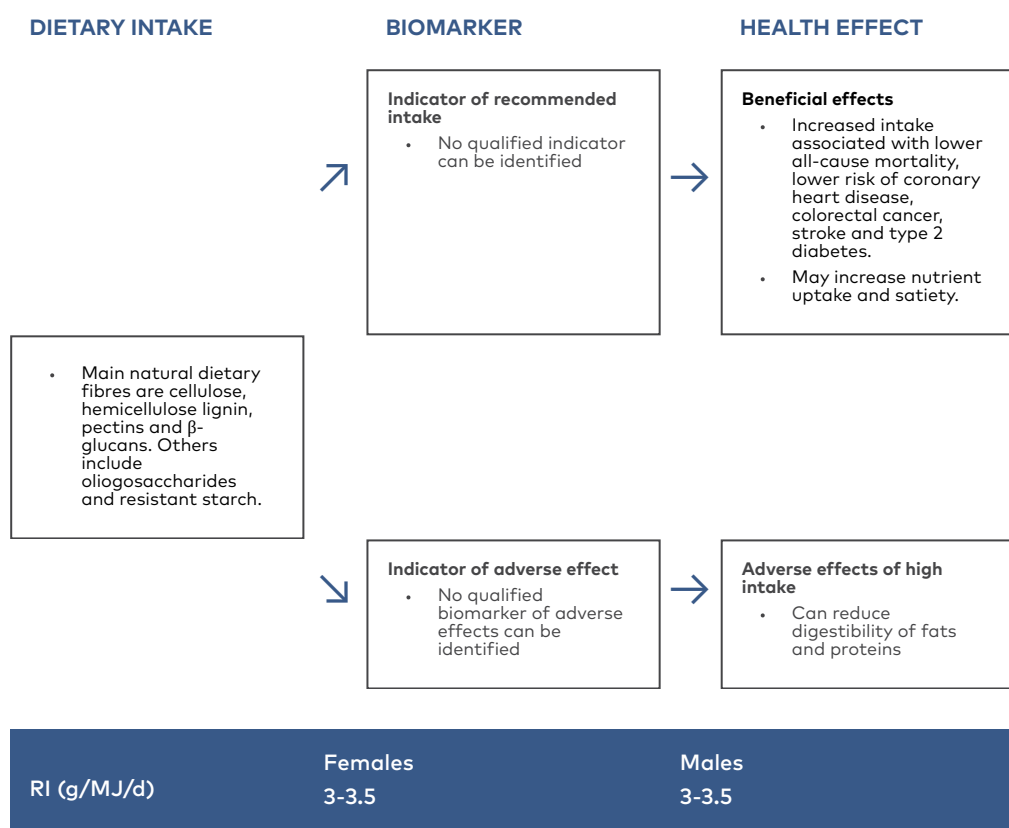 DIETARY INTAKE
BIOMARKER
HEALTH EFFECT
Indicator of recommended
intake
• No qualified indicator
can be identified
Beneficial effects
• Increased intake
associated with lower
all-cause mortality,
lower risk of coronary
heart disease,
colorectal cancer,
stroke and type 2
diabetes.
• May increase nutrient
uptake and satiety.
• Main natural dietary
fibres are cellulose,
hemicellulose lignin,
pectins and β-
glucans. Others
include
oliogosaccharides
and resistant starch.
Indicator of adverse effect
• No qualified
biomarker of adverse
effects can be
identified
Adverse effects of high
intake
• Can reduce
digestibility of fats
and proteins
RI (g/MJ/d)
Females
3-3.5
Males
3-3.5